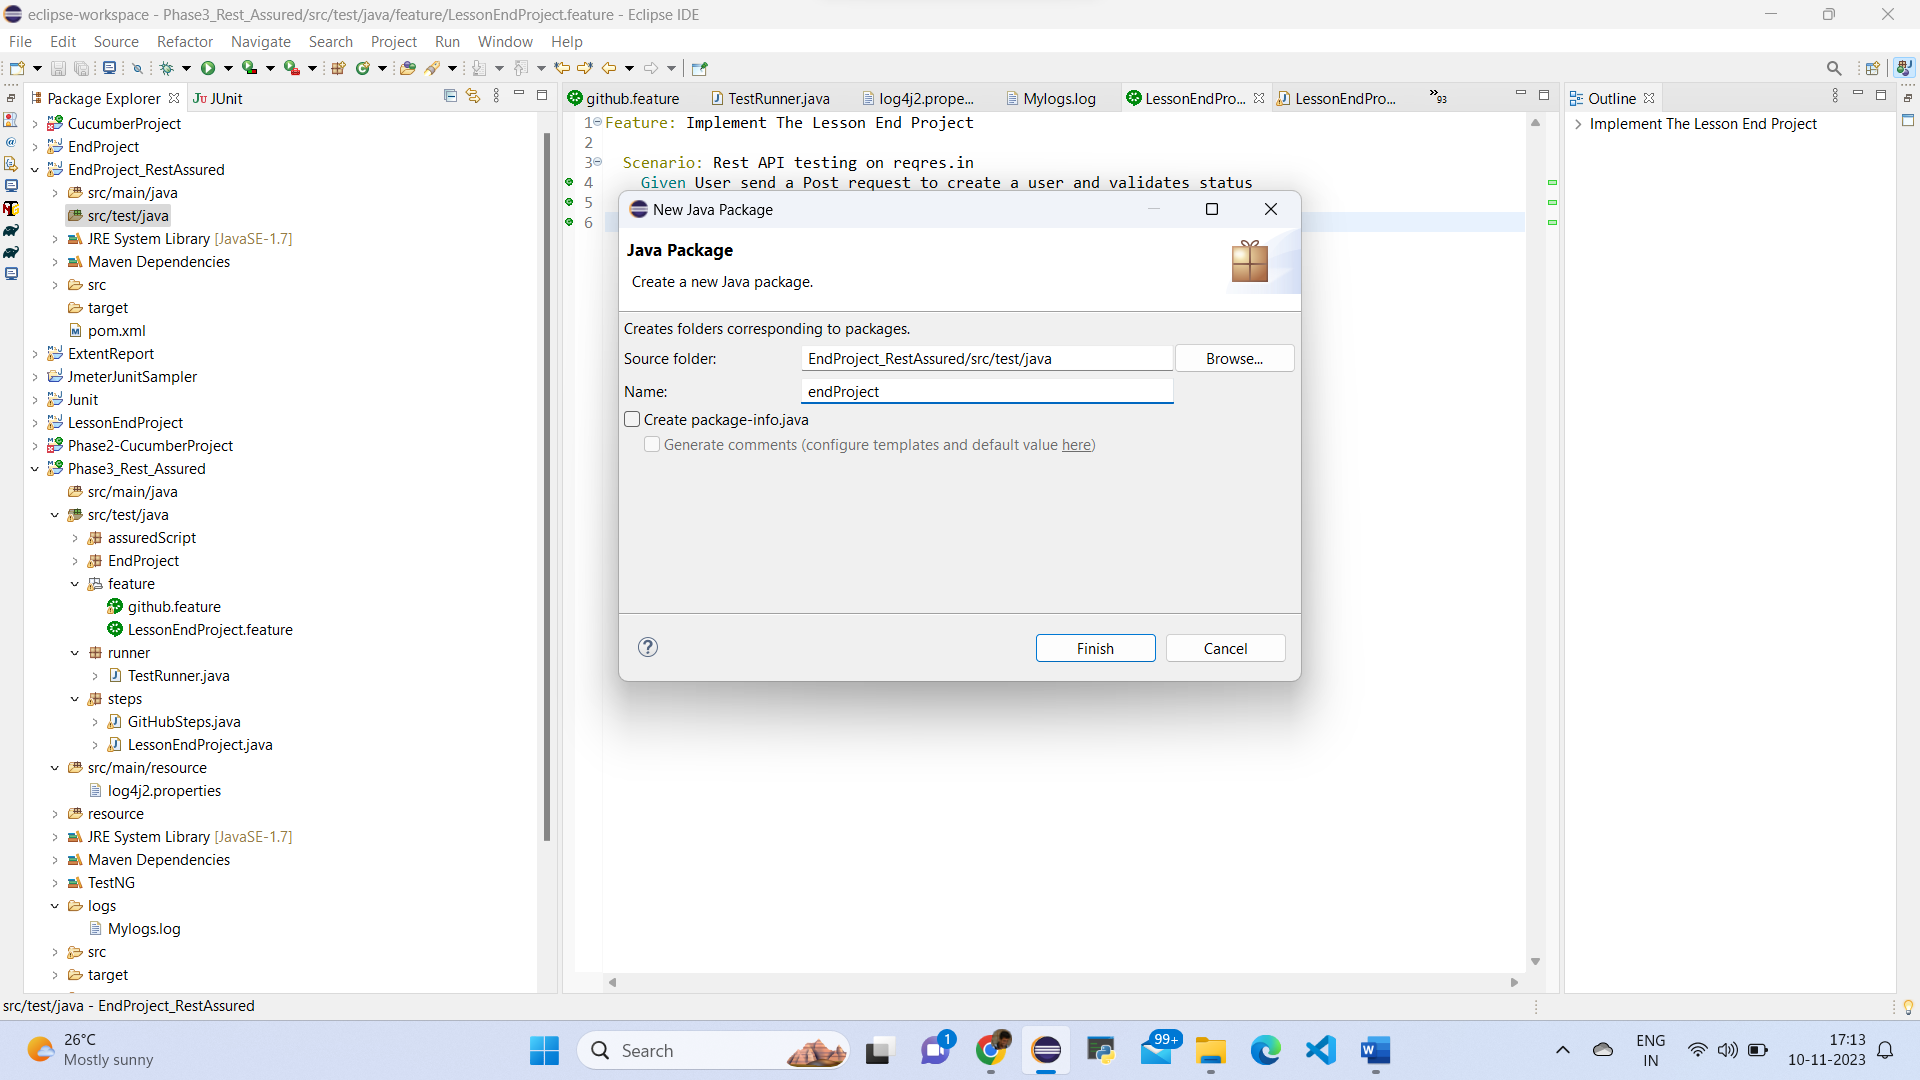 eclipse-workspace - Phase3_Rest_Assured/src/test/java/feature/LessonEndProject.feature - Eclipse IDE
File Edit Source Refactor Navigate Search Project Run Window Help
Package Explorer
JUnit
CucumberProject
EndProject
EndProject_RestAssured
src/main/java
src/test/java
JRE System Library [JavaSE-1.7]
Maven Dependencies
src
target
pom.xml
ExtentReport
JmeterJunitSampler
Junit
LessonEndProject
Phase2-CucumberProject
Phase3_Rest_Assured
src/main/java
src/test/java
assuredScript
EndProject
feature
github.feature
LessonEndProject.feature
runner
TestRunner.java
steps
GitHubSteps.java
LessonEndProject.java
src/main/resource
log4j2.properties
resource
JRE System Library [JavaSE-1.7]
Maven Dependencies
TestNG
logs
Mylogs.log
src
target
github.feature TestRunner.java log4j2.prope... Mylogs.log LessonEndPro... LessonEndPro... »93
1 Feature: Implement The Lesson End Project
2
3 Scenario: Rest API testing on reqres.in
4 Given User send a Post request to create a user and validates status
5
6
New Java Package
Java Package
Create a new Java package.
Creates folders corresponding to packages.
Source folder: EndProject_RestAssured/src/test/java Browse...
Name: endProject
Create package-info.java
Generate comments (configure templates and default value here)
Finish Cancel
Outline
Implement The Lesson End Project
src/test/java - EndProject_RestAssured
26°C
Mostly sunny
Search
1
99+
ENG
IN
17:13
10-11-2023